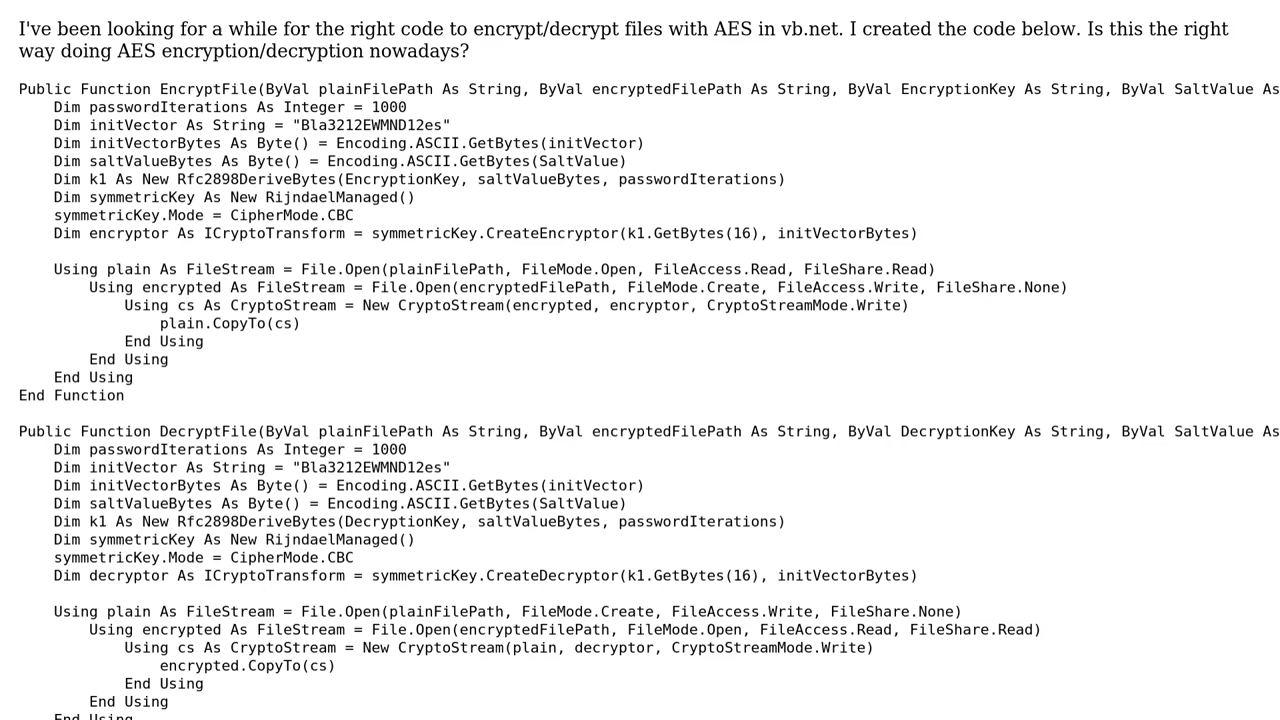 I've been looking for a while for the right code to encrypt/decrypt files with AES in vb.net. I created the code below. Is this the right
way doing AES encryption/decryption nowadays?
Public Function EncryptFile(ByVal plainFilePath As String, ByVal encryptedFilePath As String, ByVal EncryptionKey As String, ByVal SaltValue As
    Dim passwordIterations As Integer = 1000
    Dim initVector As String = "Bla3212EWMND12es"
    Dim initVectorBytes As Byte() = Encoding.ASCII.GetBytes(initVector)
    Dim saltValueBytes As Byte() = Encoding.ASCII.GetBytes(SaltValue)
    Dim k1 As New Rfc2898DeriveBytes(EncryptionKey, saltValueBytes, passwordIterations)
    Dim symmetricKey As New RijndaelManaged()
    symmetricKey.Mode = CipherMode.CBC
    Dim encryptor As ICryptoTransform = symmetricKey.CreateEncryptor(k1.GetBytes(16), initVectorBytes)
    Using plain As FileStream = File.Open(plainFilePath, FileMode.Open, FileAccess.Read, FileShare.Read)
        Using encrypted As FileStream = File.Open(encryptedFilePath, FileMode.Create, FileAccess.Write, FileShare.None)
            Using cs As CryptoStream = New CryptoStream(encrypted, encryptor, CryptoStreamMode.Write)
                plain.CopyTo(cs)
            End Using
        End Using
    End Using
End Function
Public Function DecryptFile(ByVal plainFilePath As String, ByVal encryptedFilePath As String, ByVal DecryptionKey As String, ByVal SaltValue As
    Dim passwordIterations As Integer = 1000
    Dim initVector As String = "Bla3212EWMND12es"
    Dim initVectorBytes As Byte() = Encoding.ASCII.GetBytes(initVector)
    Dim saltValueBytes As Byte() = Encoding.ASCII.GetBytes(SaltValue)
    Dim k1 As New Rfc2898DeriveBytes(DecryptionKey, saltValueBytes, passwordIterations)
    Dim symmetricKey As New RijndaelManaged()
    symmetricKey.Mode = CipherMode.CBC
    Dim decryptor As ICryptoTransform = symmetricKey.CreateDecryptor(k1.GetBytes(16), initVectorBytes)
    Using plain As FileStream = File.Open(plainFilePath, FileMode.Create, FileAccess.Write, FileShare.None)
        Using encrypted As FileStream = File.Open(encryptedFilePath, FileMode.Open, FileAccess.Read, FileShare.Read)
            Using cs As CryptoStream = New CryptoStream(plain, decryptor, CryptoStreamMode.Write)
                encrypted.CopyTo(cs)
            End Using
        End Using
    End Using